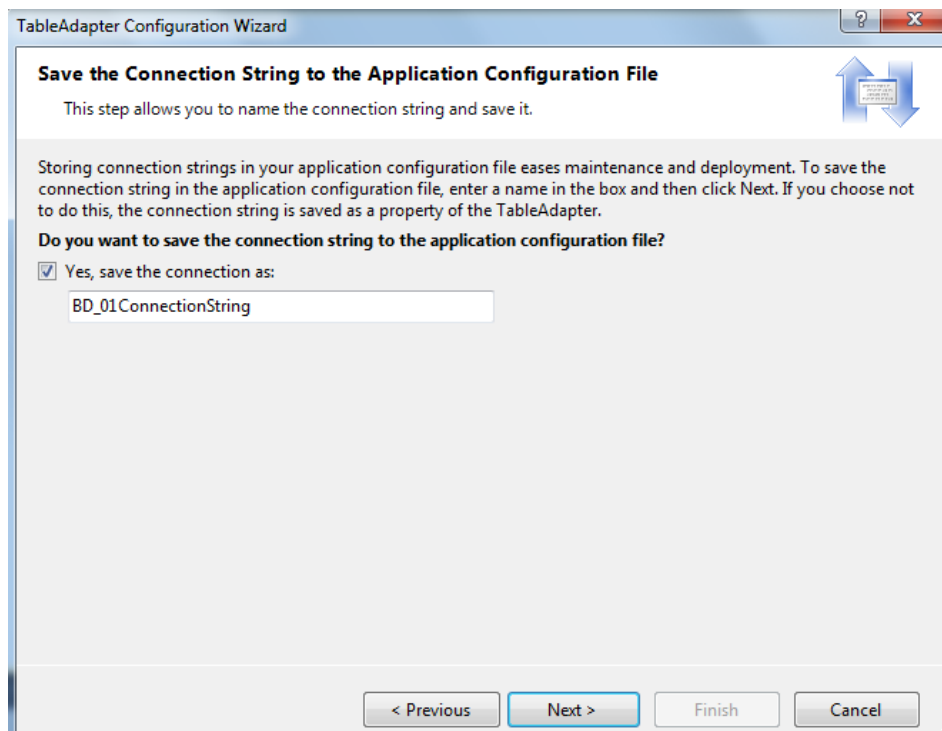 TableAdapter Configuration Wizard
?
Save the Connection String to the Application Configuration File
This step allows you to name the connection string and save it.
Storing connection strings in your application configuration file eases maintenance and deployment. To save the
connection string in the application configuration file, enter a name in the box and then click Next. If you choose not
to do this, the connection string is saved as a property of the TableAdapter.
Do you want to save the connection string to the application configuration file?
Yes, save the connection as:
BD_01ConnectionString
< Previous Next > Finish Cancel